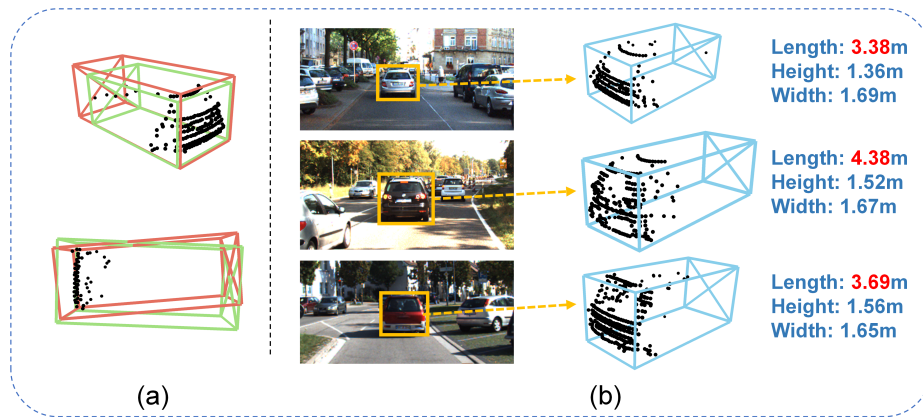 Length: 3.38m
Height: 1.36m
Width: 1.69m
Length: 4.38m
Height: 1.52m
Width: 1.67m
Length: 3.69m
Height: 1.56m
Width: 1.65m
(a)
(b)